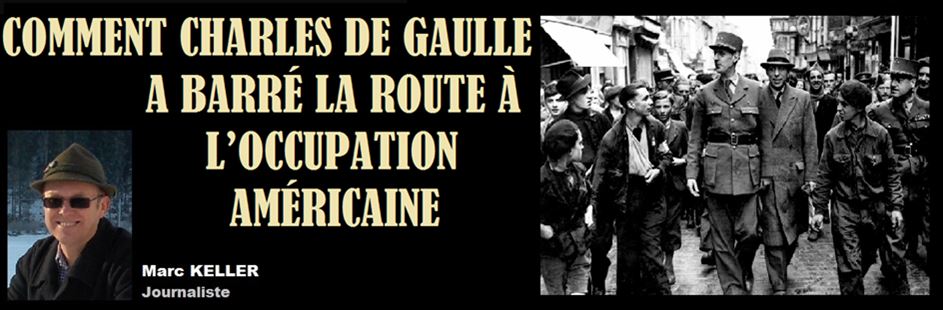 COMMENT CHARLES DE GAULLE
A BARRÉ LA ROUTE À
L'OCCUPATION
AMÉRICAINE
Marc KELLER
Journaliste